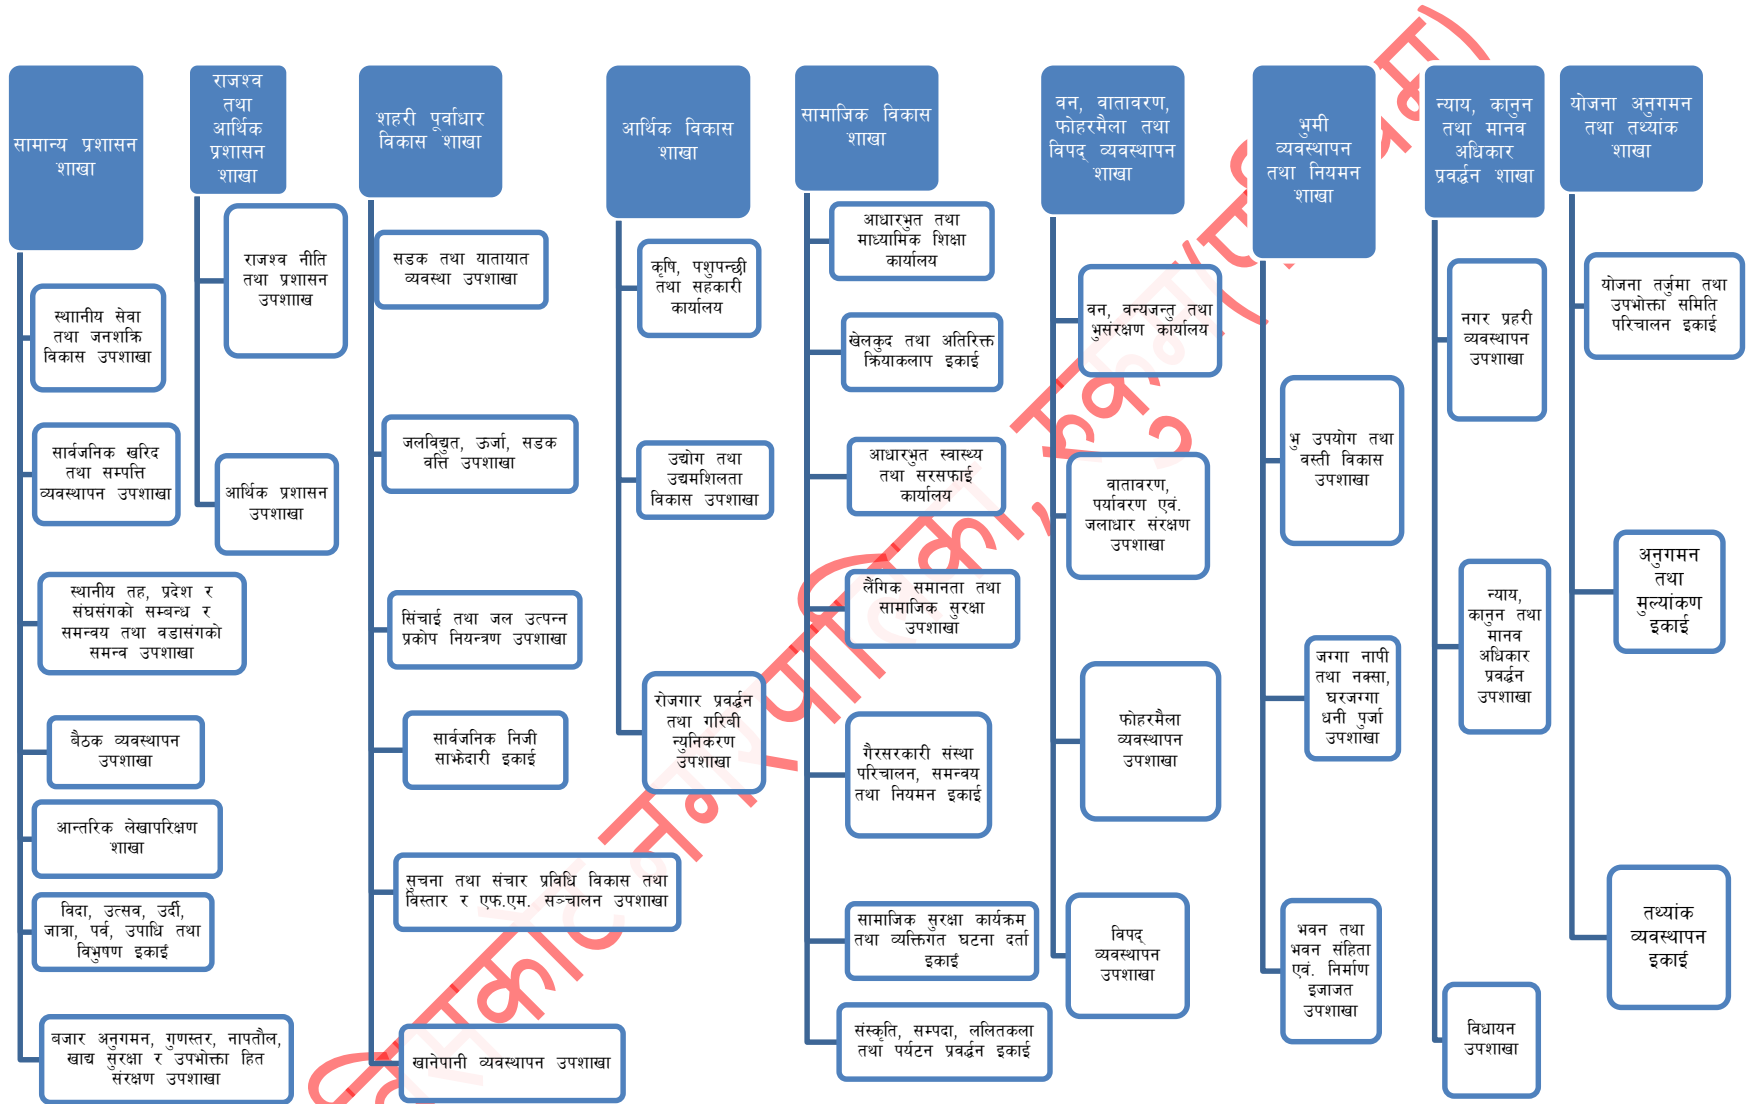 सामान्य प्रशासन
शाखा
स्थाानीय सेवा
तथा जनशक्ति
विकास उपशाखा
सार्वजनिक खरिद
तथा सम्पत्ति
व्यवस्थापन उपशाखा
स्थानीय तह, प्रदेश र
संघसंगको सम्बन्ध र
समन्वय तथा वडासंगको
समन्व उपशाखा
बैठक व्यवस्थापन
उपशाखा
आन्तरिक लेखापरिक्षण
शाखा
विदा, उत्सव, उर्दी,
जात्रा, पर्व, उपाधि तथा
विभुषण इकाई
बजार अनुगमन, गुणस्तर, नापतौल,
खाद्य सुरक्षा र उपभोक्ता हित
संरक्षण उपशाखा
राजश्व
तथा
आर्थिक
प्रशासन
शाखा
राजश्व नीति
तथा प्रशासन
उपशााख
आर्थिक प्रशासन
उपशाखा
शहरी पूर्वाधार
विकास शाखा
सडक तथा यातायात
व्यवस्था उपशाखा
जलविद्युत, ऊर्जा, सडक
वत्ति उपशाखा
सिंचाई तथा जल उत्पन्न
प्रकोप नियन्त्रण उपशाखा
सार्वजनिक निजी
साझेदारी इकाई
सुचना तथा संचार प्रविधि विकास तथा
विस्तार र एफ.एम. सञ्चालन उपशाखा
खानेपानी व्यवस्थापन उपशाखा
आर्थिक विकास
शाखा
कृषि, पशुपन्छी
तथा सहकारी
कार्यालय
उद्योग तथा
उद्यमशिलता
विकास उपशाखा
रोजगार प्रवर्द्धन
तथा गरिबी
न्युनिकरण
उपशाखा
सामाजिक विकास
शाखा
आधारभुत तथा
माध्यामिक शिक्षा
कार्यालय
खेलकुद तथा अतिरिक्त
क्रियाकलाप इकाई
आधारभुत स्वास्थ्य
तथा सरसफाई
कार्यालय
लैंगिक समानता तथा
सामाजिक सुरक्षा
उपशाखा
गैरसरकारी संस्था
परिचालन, समन्वय
तथा नियमन इकाई
सामाजिक सुरक्षा कार्यक्रम
तथा व्यक्तिगत घटना दर्ता
इकाई
संस्कृति, सम्पदा, ललितकला
तथा पर्यटन प्रवर्द्धन इकाई
वन, वातावरण,
फोहरमैला तथा
विपद् व्यवस्थापन
शाखा
वन, वन्यजन्तु तथा
भुसंरक्षण कार्यालय
वातावरण,
पर्यावरण एवं.
जलाधार संरक्षण
उपशाखा
फोहरमैला
व्यवस्थापन
उपशाखा
विपद्
व्यवस्थापन
उपशाखा
भुमी
व्यवस्थापन
तथा नियमन
शाखा
भु उपयोग तथा
वस्ती विकास
उपशाखा
जग्गा नापी
तथा नक्सा,
घरजग्गा
धनी पुर्जा
उपशाखा
भवन तथा
भवन संहिता
एवं. निर्माण
इजाजत
उपशाखा
न्याय, कानुन
तथा मानव
अधिकार
प्रवर्द्धन शाखा
नगर प्रहरी
व्यवस्थापन
उपशाखा
न्याय,
कानुन तथा
मानव
अधिकार
प्रवर्द्धन
उपशाखा
विधायन
उपशाखा
योजना अनुगमन
तथा तथ्यांक
शाखा
योजना तर्जुमा तथा
उपभोक्ता समिति
परिचालन इकाई
अनुगमन
तथा
मुल्यांकण
इकाई
तथ्यांक
व्यवस्थापन
इकाई
नगरपालिका, रुकुम